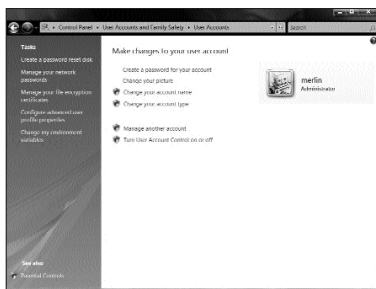 Control Panel ▸ User Accounts and Family Safety ▸ User Accounts
Search
Tasks
Create a password reset disk
Manage your network passwords
Manage your file encryption certificates
Configure advanced user profile properties
Change my environment variables
See also
Parental Controls
Make changes to your user account
Create a password for your account
Change your picture
Change your account name
Change your account type
Manage another account
Turn User Account Control on or off
merlin
Administrator